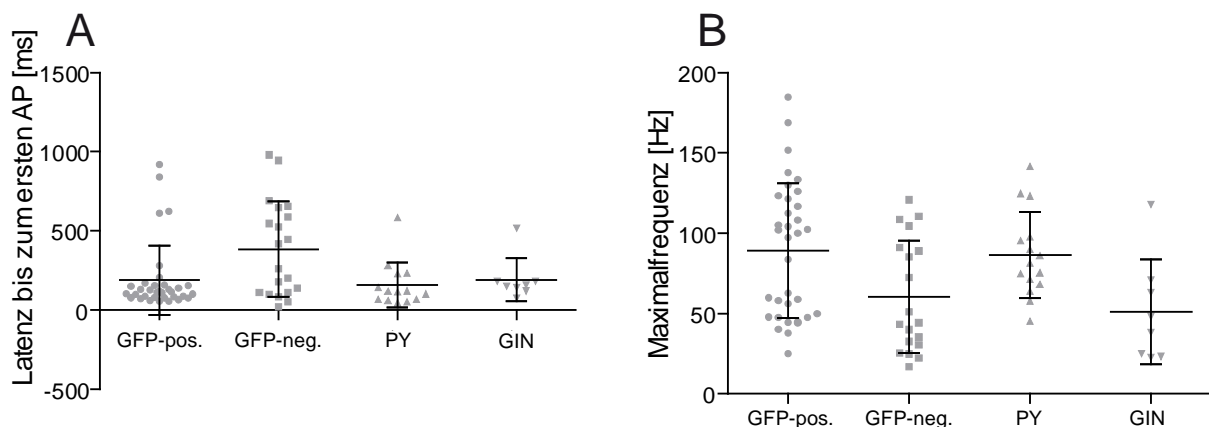 A
Latenz bis zum ersten AP [ms]
1500
1000
500
0
-500
GFP-pos.
GFP-neg.
PY
GIN
B
Maximalfrequenz [Hz]
200
150
100
50
0
GFP-pos.
GFP-neg.
PY
GIN